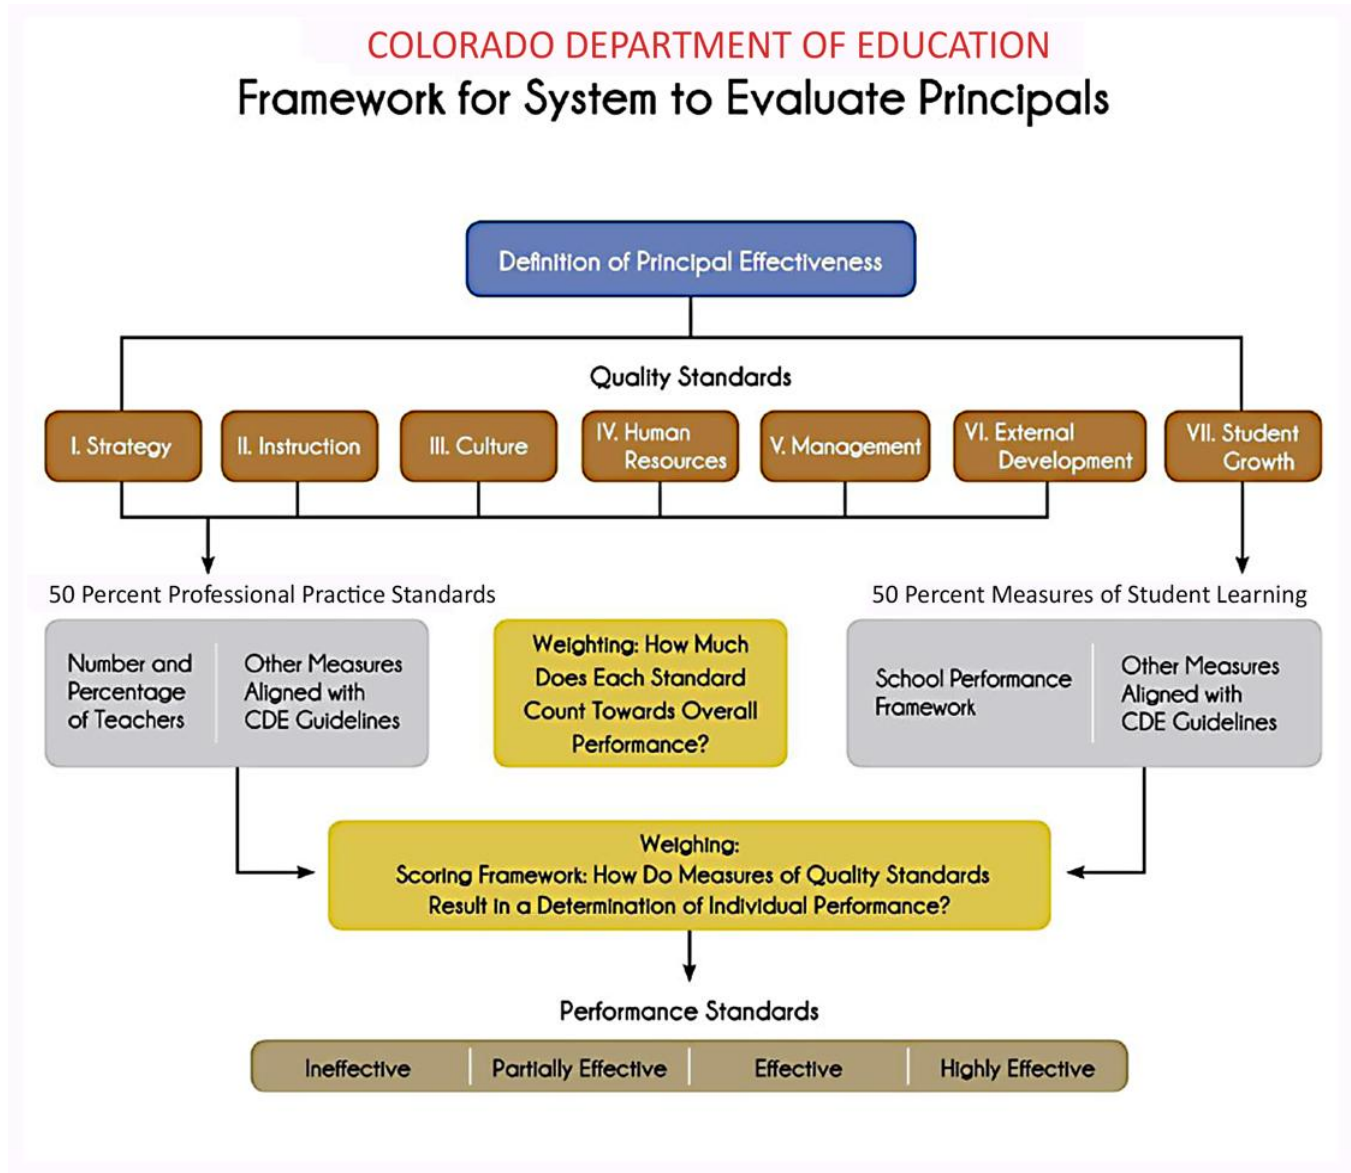 COLORADO DEPARTMENT OF EDUCATION
Framework for System to Evaluate Principals
Definition of Principal Effectiveness
Quality Standards
I. Strategy
II. Instruction
III. Culture
IV. Human
Resources
V. Management
VI. External
Development
VII. Student
Growth
50 Percent Professional Practice Standards
Number and
Percentage
of Teachers
Other Measures
Aligned with
CDE Guidelines
Weighting: How Much
Does Each Standard
Count Towards Overall
Performance?
50 Percent Measures of Student Learning
School Performance
Framework
Other Measures
Aligned with
CDE Guidelines
Weighing:
Scoring Framework: How Do Measures of Quality Standards
Result in a Determination of Individual Performance?
Performance Standards
Ineffective
Partially Effective
Effective
Highly Effective